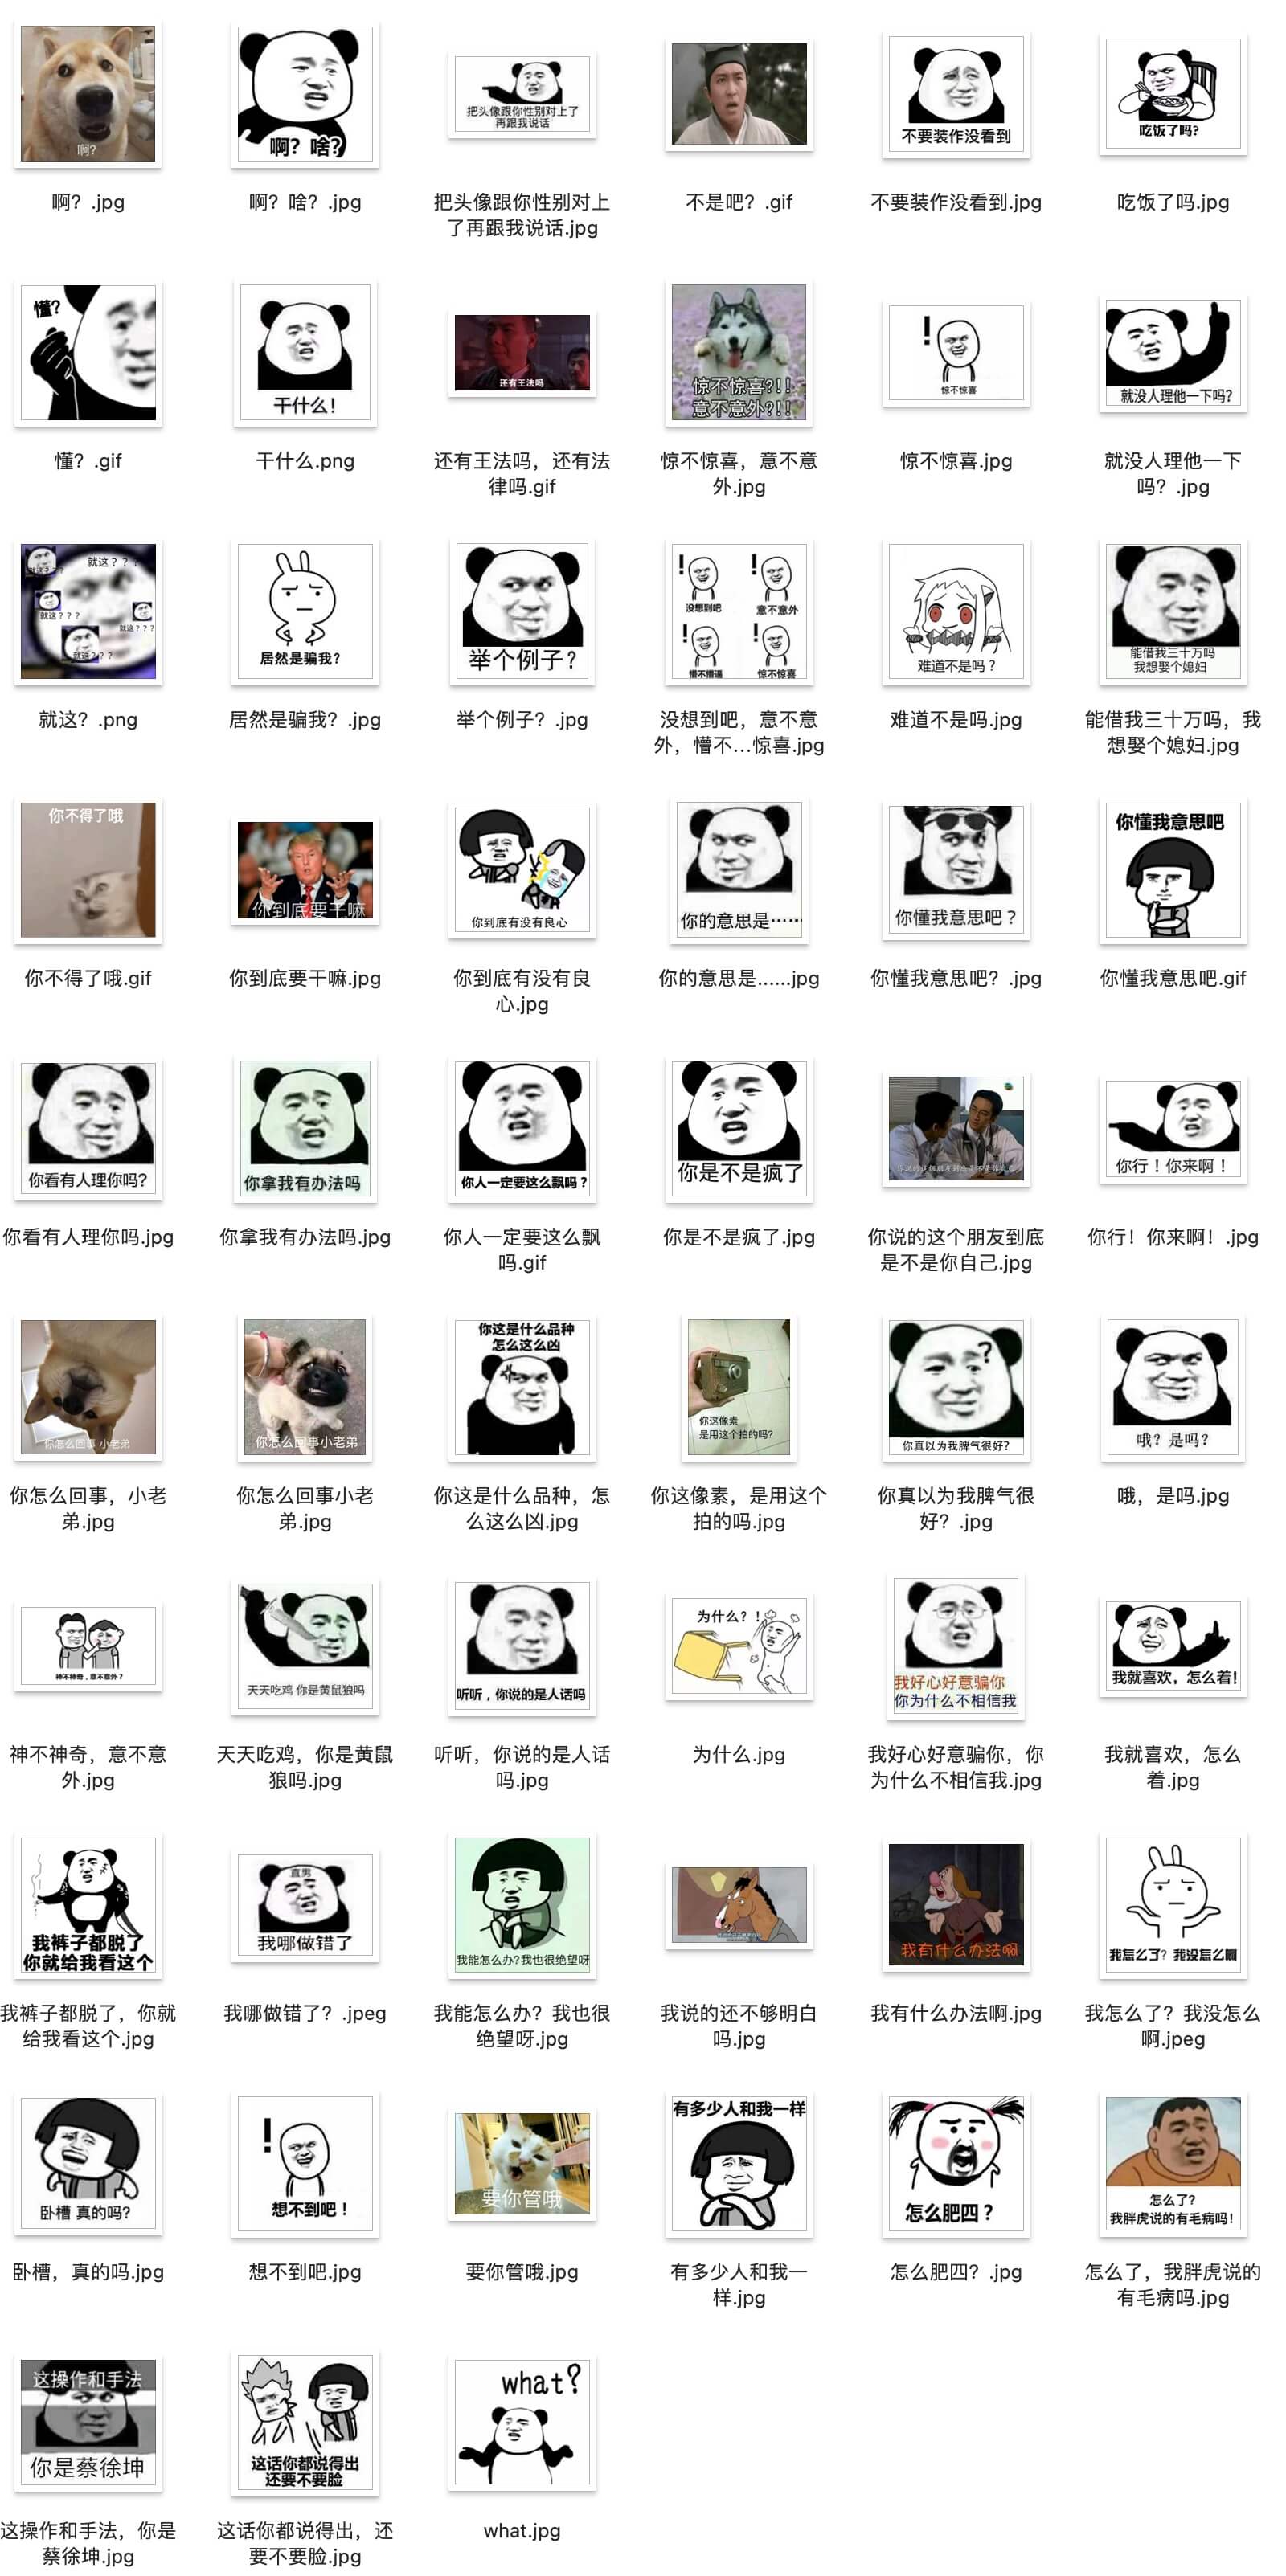 啊?
啊?啥?
把头像跟你性别对上了
再跟我说话
不要装作没看到
吃饭了吗?
啊?.jpg
啊?啥?.jpg
把头像跟你性别对上
了再跟我说话.jpg
不是吧?.gif
不要装作没看到.jpg
吃饭了吗.jpg
懂?
干什么!
还有王法吗
惊不惊喜?!!
意不意外?!!
惊不惊喜
就没人理他一下吗?
懂?.gif
干什么.png
还有王法吗,还有法
律吗.gif
惊不惊喜,意不意
外.jpg
惊不惊喜.jpg
就没人理他一下
吗?.jpg
就这???
就这???
就这???
就这???
就这???
居然是骗我?
举个例子?
没想到吧
意不意外
懵不懵逼
惊不惊喜
难道不是吗?
能借我三十万吗
我想娶个媳妇
就这?.png
居然是骗我?.jpg
举个例子?.jpg
没想到吧,意不意
外,懵不...惊喜.jpg
难道不是吗.jpg
能借我三十万吗,我
想娶个媳妇.jpg
你不得了哦
你到底要干嘛
你到底有没有良心
你的意思是……
你懂我意思吧?
你懂我意思吧
你不得了哦.gif
你到底要干嘛.jpg
你到底有没有良
心.jpg
你的意思是......jpg
你懂我意思吧?.jpg
你懂我意思吧.gif
你看有人理你吗?
你拿我有办法吗
你人一定要这么飘吗?
你是不是疯了
你说的这个朋友到底是不是你自己
你行!你来啊!
你看有人理你吗.jpg
你拿我有办法吗.jpg
你人一定要这么飘
吗.gif
你是不是疯了.jpg
你说的这个朋友到底
是不是你自己.jpg
你行!你来啊!.jpg
你怎么回事 小老弟
你怎么回事小老弟
你这是什么品种
怎么这么凶
你这像素
是用这个拍的吗?
?
你真以为我脾气很好?
哦?是吗?
你怎么回事,小老
弟.jpg
你怎么回事小老
弟.jpg
你这是什么品种,怎
么这么凶.jpg
你这像素,是用这个
拍的吗.jpg
你真以为我脾气很
好?.jpg
哦,是吗.jpg
神不神奇,意不意外?
天天吃鸡 你是黄鼠狼吗
听听,你说的是人话吗
为什么?!
我好心好意骗你
你为什么不相信我
我就喜欢,怎么着!
神不神奇,意不意
外.jpg
天天吃鸡,你是黄鼠
狼吗.jpg
听听,你说的是人话
吗.jpg
为什么.jpg
我好心好意骗你,你
为什么不相信我.jpg
我就喜欢,怎么
着.jpg
我裤子都脱了
你就给我看这个
直男
我哪做错了
我能怎么办?我也很绝望呀
我有什么办法啊
我怎么了? 我没怎么啊
我裤子都脱了,你就
给我看这个.jpg
我哪做错了?.jpeg
我能怎么办?我也很
绝望呀.jpg
我说的还不够明白
吗.jpg
我有什么办法啊.jpg
我怎么了?我没怎么
啊.jpeg
卧槽 真的吗?
想不到吧!
要你管哦
有多少人和我一样
怎么肥四?
怎么了?
我胖虎说的有毛病吗!
卧槽,真的吗.jpg
想不到吧.jpg
要你管哦.jpg
有多少人和我一
样.jpg
怎么肥四?.jpg
怎么了,我胖虎说的
有毛病吗.jpg
这操作和手法
你是蔡徐坤
这话你都说得出
还要不要脸
what?
这操作和手法,你是
蔡徐坤.jpg
这话你都说得出,还
要不要脸.jpg
what.jpg